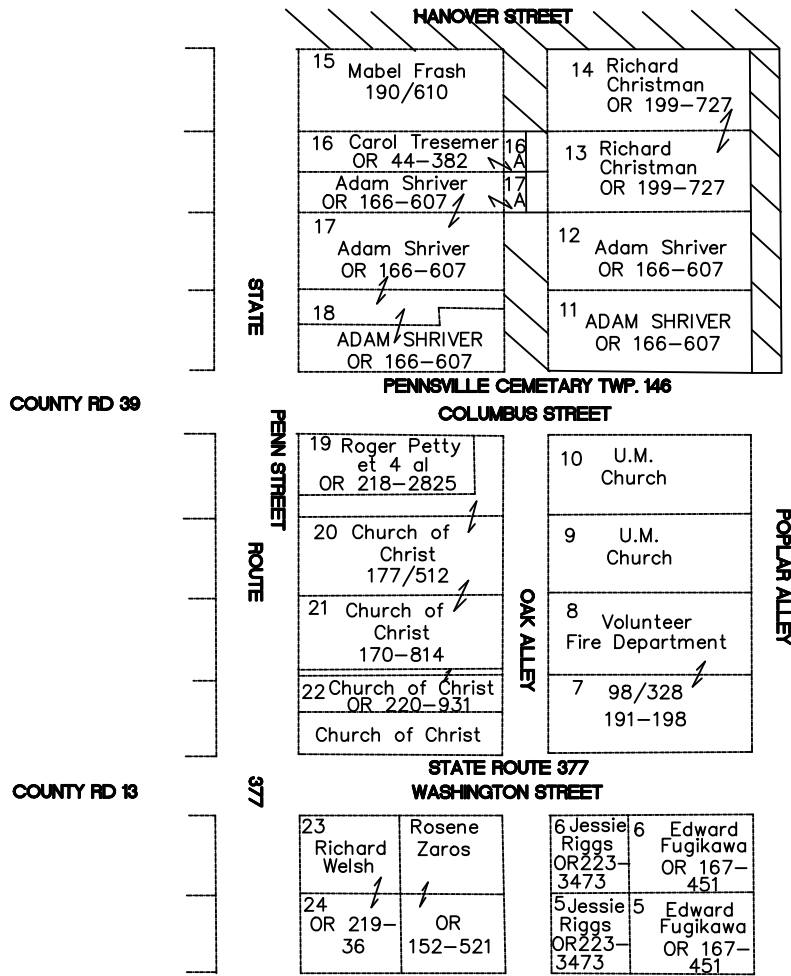 HANOVER STREET
15
Mabel Frash
190/610
14 Richard
Christman
OR 199-727
16 Carol Tresemer
OR 44-382
16
A
13 Richard
Christman
OR 199-727
Adam Shriver
OR 166-607
17
A
17
Adam Shriver
OR 166-607
12
Adam Shriver
OR 166-607
18
ADAM SHRIVER
OR 166-607
11
ADAM SHRIVER
OR 166-607
STATE
PENNSVILLE CEMETARY TWP. 146
COUNTY RD 39
COLUMBUS STREET
PENN STREET
19 Roger Petty
et 4 al
OR 218-2825
10 U.M.
Church
20 Church of
Christ
177/512
9 U.M.
Church
POPLAR ALLEY
ROUTE
21 Church of
Christ
170-814
OAK ALLEY
8
Volunteer
Fire Department
22 Church of Christ
OR 220-931
7 98/328
191-198
Church of Christ
STATE ROUTE 377
COUNTY RD 13
377
WASHINGTON STREET
23
Richard
Welsh
Rosene
Zaros
6 Jessie
Riggs
OR223-
3473
6 Edward
Fugikawa
OR 167-
451
24
OR 219-
36
OR
152-521
5 Jessie
Riggs
OR223-
3473
5 Edward
Fugikawa
OR 167-
451